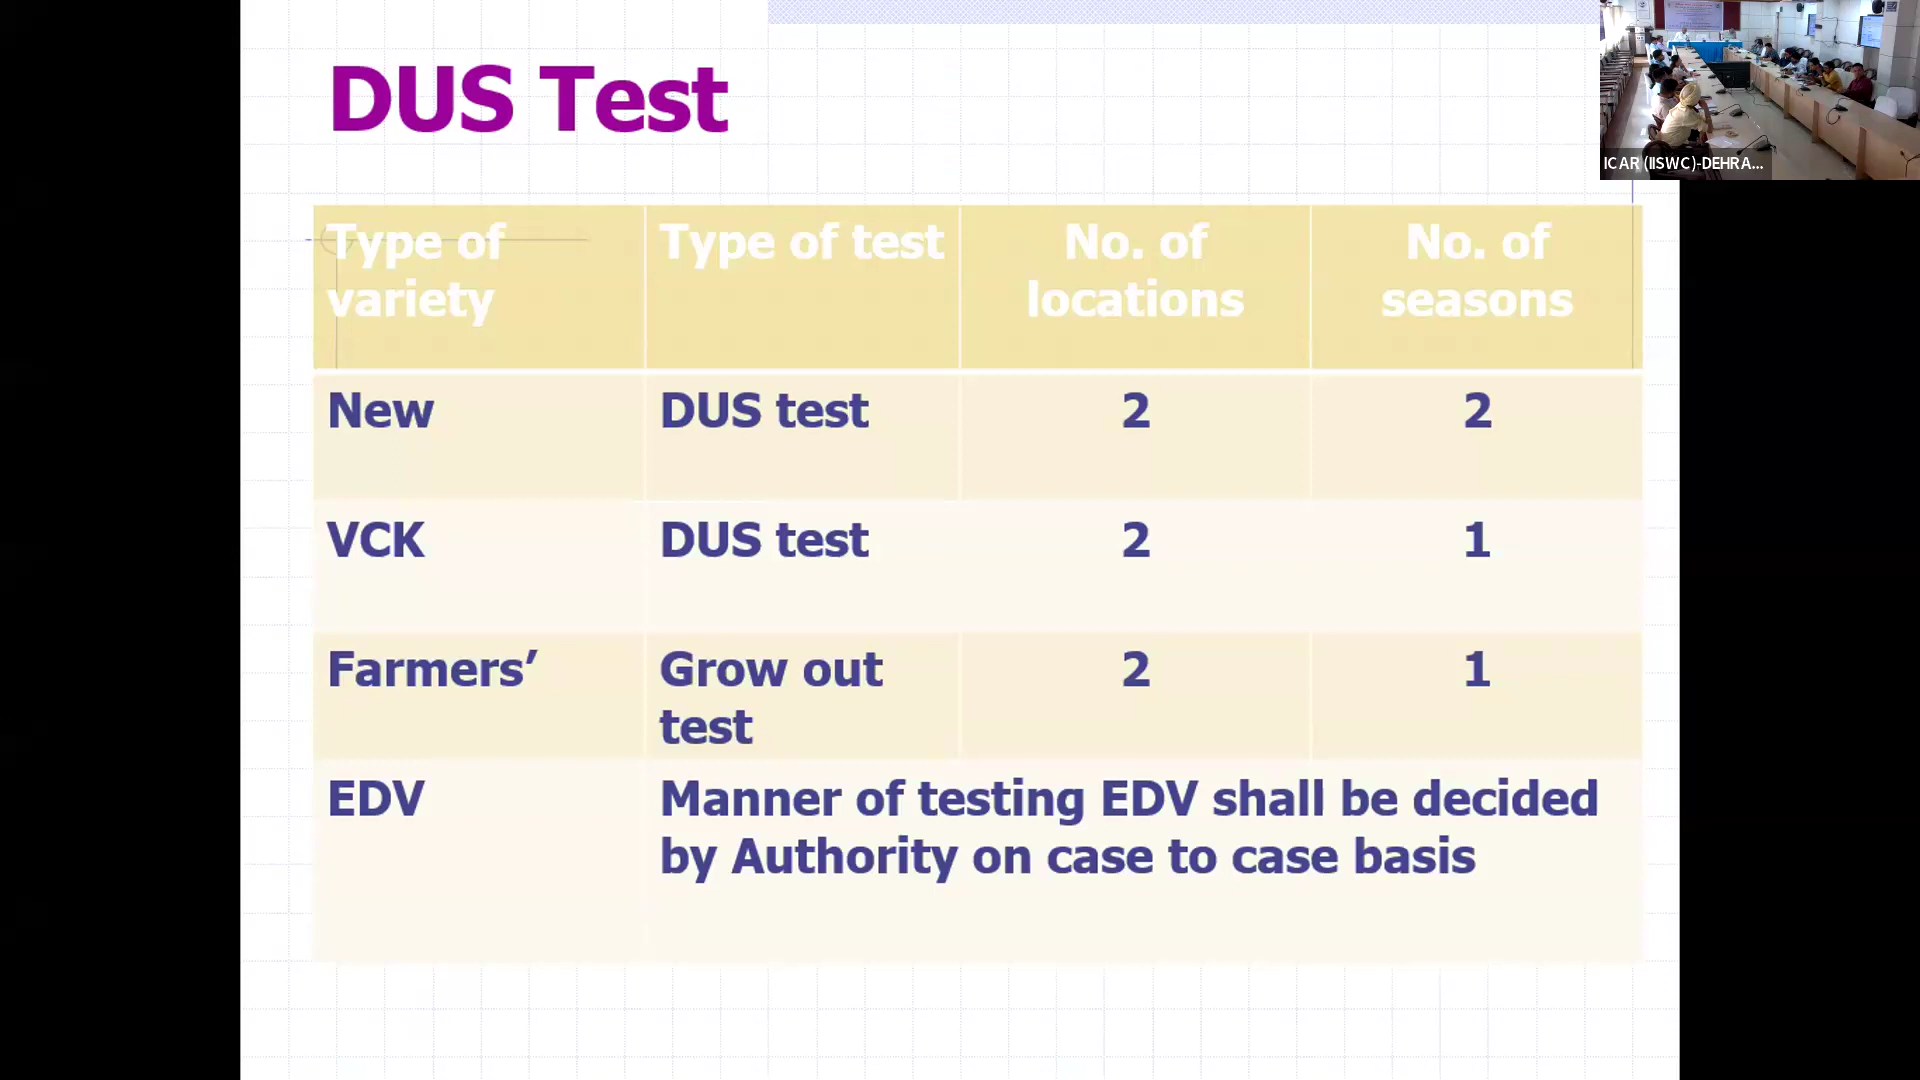 DUS Test
ICAR (IISWC)-DEHRA...
Type of variety
Type of test
No. of locations
No. of seasons
New
DUS test
2
2
VCK
DUS test
2
1
Farmers’
Grow out test
2
1
EDV
Manner of testing EDV shall be decided
by Authority on case to case basis